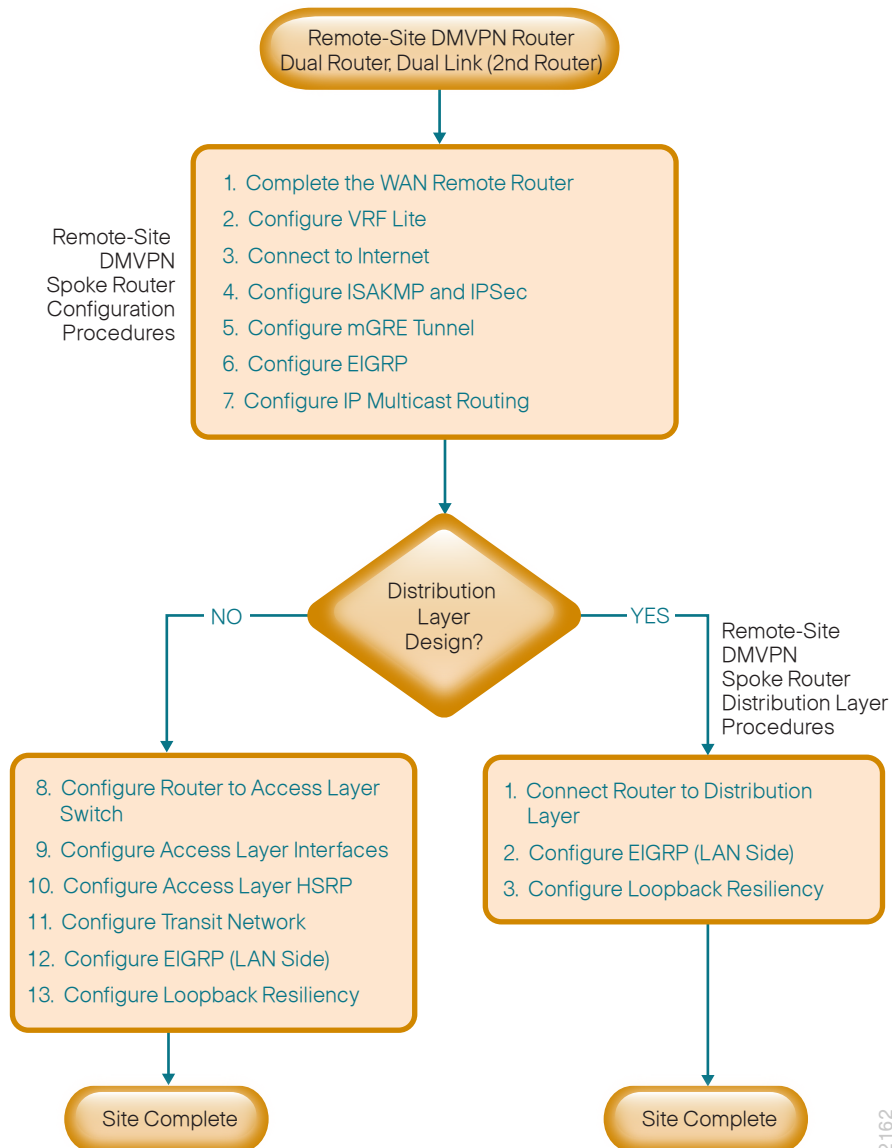 Remote-Site DMVPN Router
Dual Router, Dual Link (2nd Router)
Remote-Site
DMVPN
Spoke Router
Configuration
Procedures
1. Complete the WAN Remote Router
2. Configure VRF Lite
3. Connect to Internet
4. Configure ISAKMP and IPSec
5. Configure mGRE Tunnel
6. Configure EIGRP
7. Configure IP Multicast Routing
Distribution
Layer
Design?
NO
YES
Remote-Site
DMVPN
Spoke Router
Distribution Layer
Procedures
8. Configure Router to Access Layer
Switch
9. Configure Access Layer Interfaces
10. Configure Access Layer HSRP
11. Configure Transit Network
12. Configure EIGRP (LAN Side)
13. Configure Loopback Resiliency
1. Connect Router to Distribution
Layer
2. Configure EIGRP (LAN Side)
3. Configure Loopback Resiliency
Site Complete
Site Complete
2162